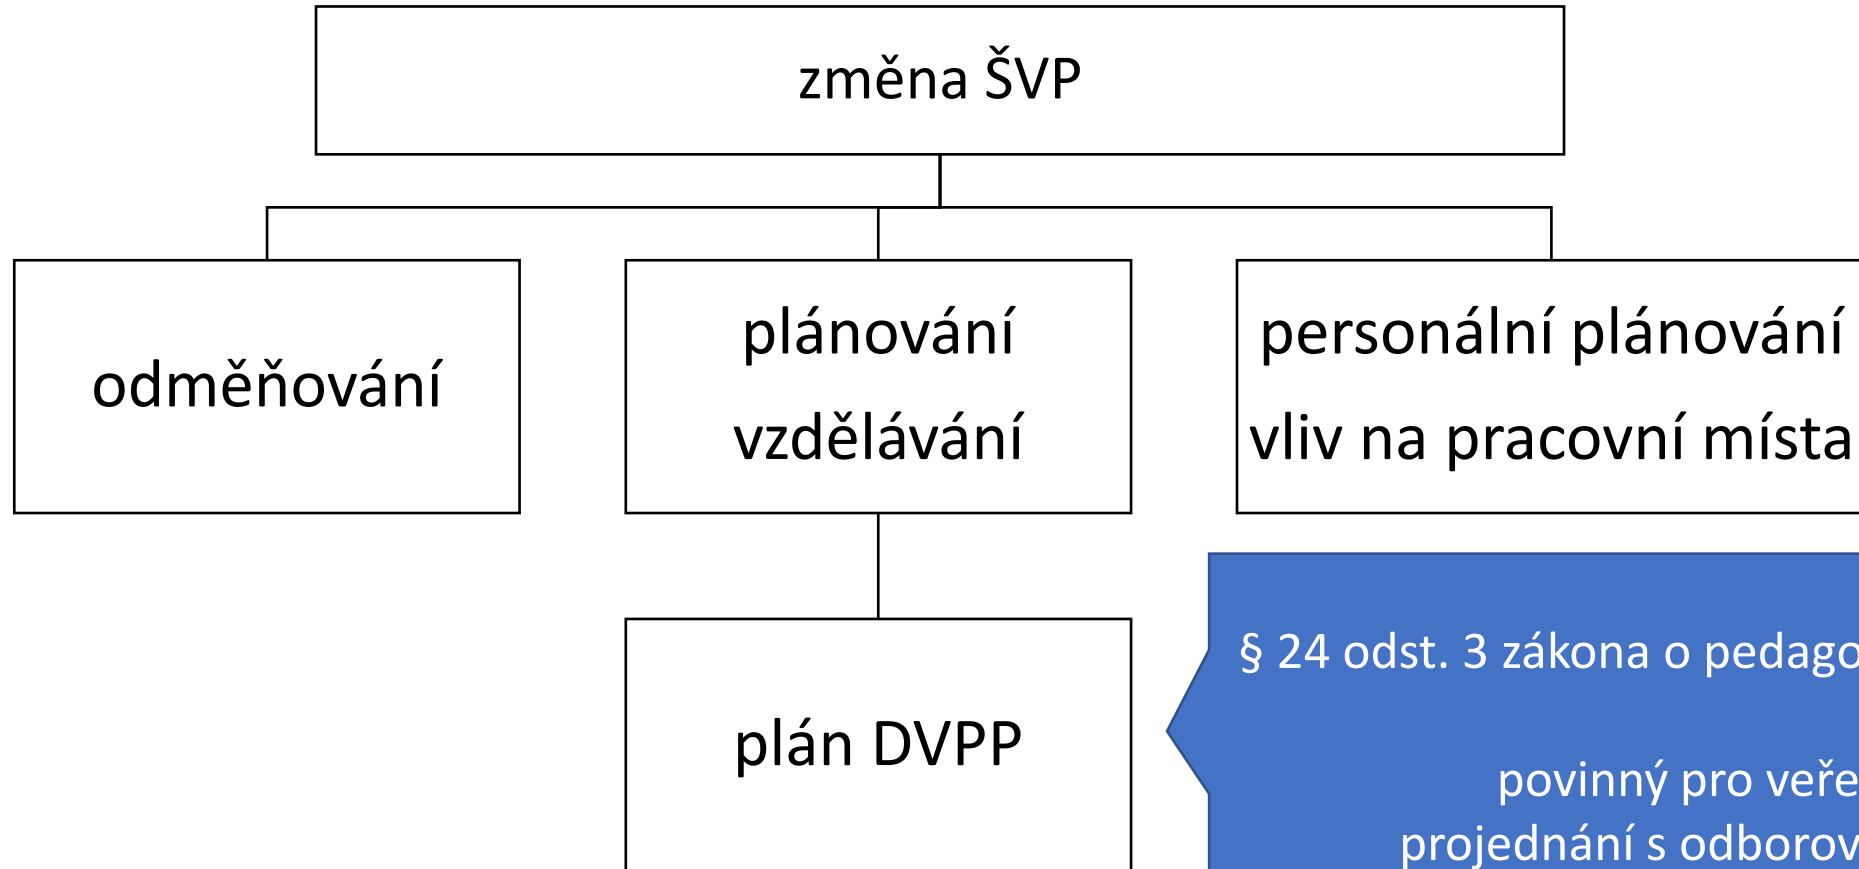 změna ŠVP
odměňování
plánování
vzdělávání
personální plánování
vliv na pracovní místa
plán DVPP
§ 24 odst. 3 zákona o pedago
povinný pro veře
projednání s odborov